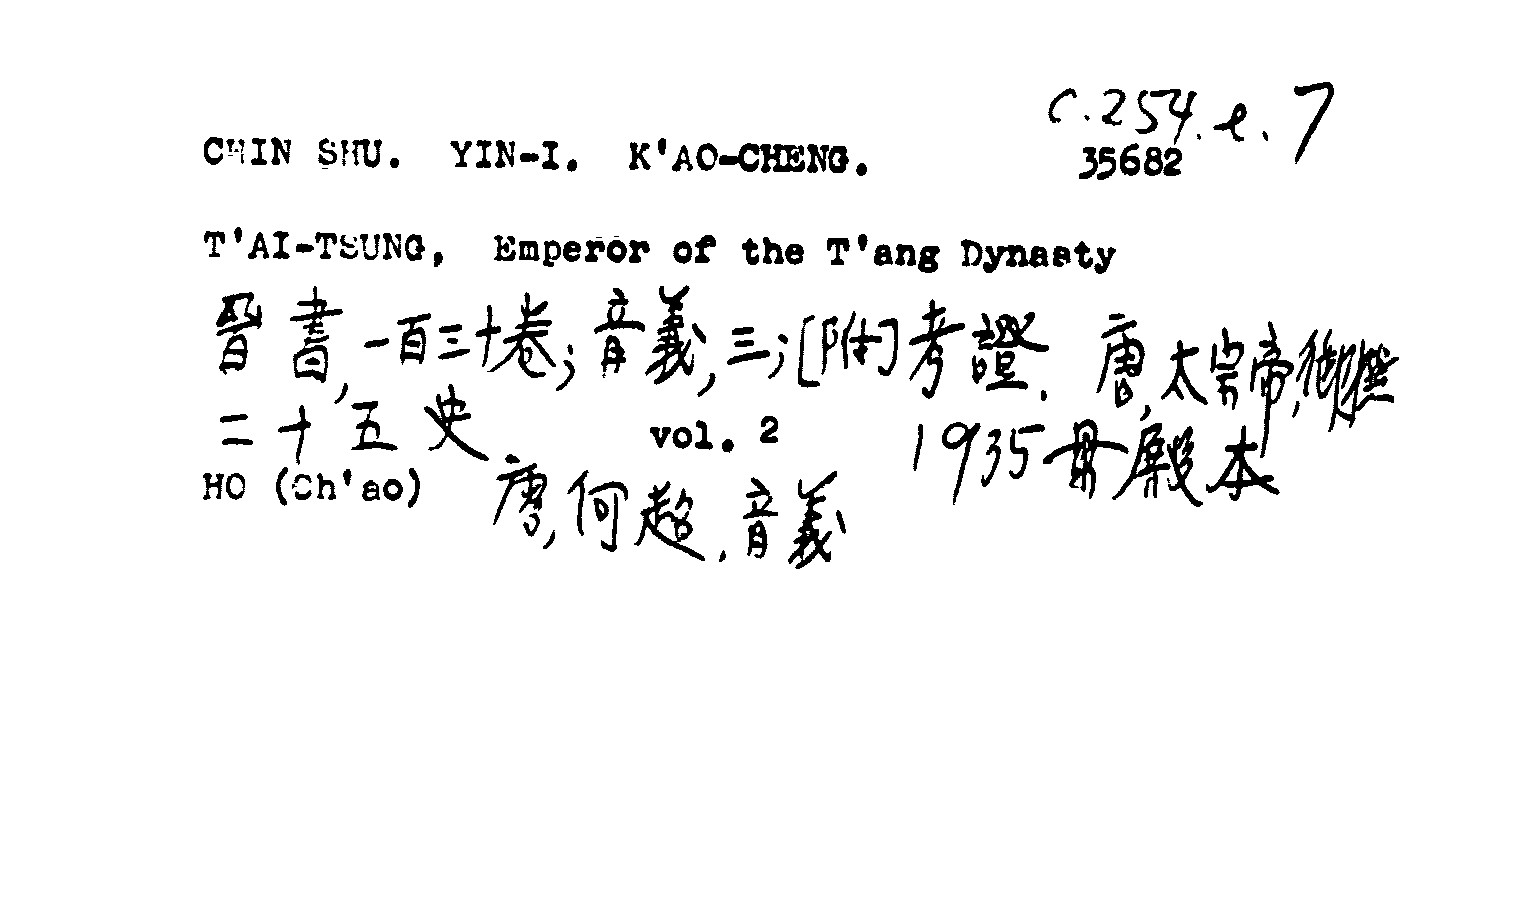 C.254.e.7
CHIN SHU. YIN-I. K'AO-CHENG.
35682
T'AI-TSUNG, Emperor of the T'ang Dynasty
晉書,一百三十卷;音義,三;[附]考證. 唐,太宗帝,御撰
二十五史 vol. 2 1935 毋殿本
HO (Ch'ao) 唐,何超.音義